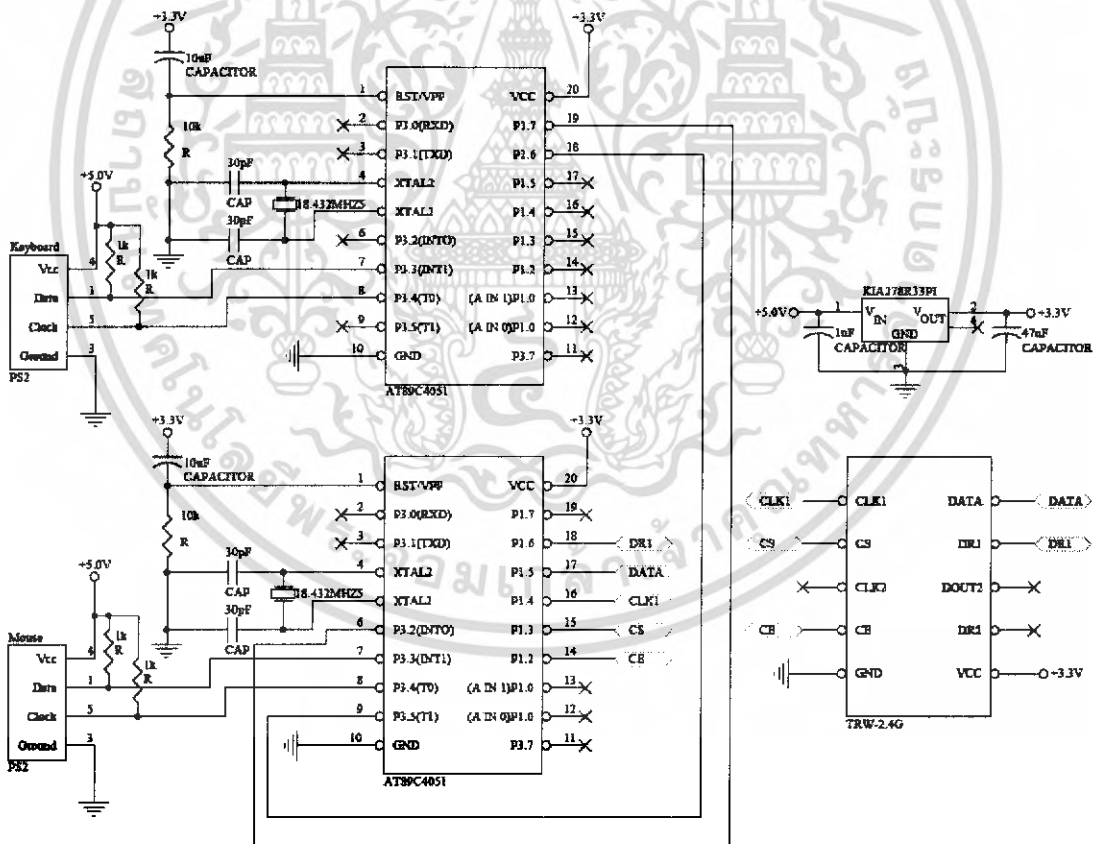 +3.3V
10uF
CAPACITOR
10k
R
+5.0V
30pF
CAP
30pF
CAP
18.432MHZS
Keyboard
Vcc 4
Data 1
Clock 5
Ground 3
PS2
1k
R
1k
R
1 RST/VPP
2 P3.0(RXD)
3 P3.1(TXD)
4 XTAL2
XTAL2
6 P3.2(INTO)
7 P3.3(INT1)
8 P3.4(T0)
9 P3.5(T1)
10 GND
AT89C4051
+3.3V
VCC 20
P1.7 19
P1.6 18
P1.5 17
P1.4 16
P1.3 15
P1.2 14
(A IN 1)P1.0 13
(A IN 0)P1.0 12
P3.7 11
KIA278R33PI
+5.0V
1
V IN
V OUT
GND
2
4
3
+3.3V
1uF
CAPACITOR
47uF
CAPACITOR
+3.3V
10uF
CAPACITOR
10k
R
+5.0V
30pF
CAP
30pF
CAP
18.432MHZS
Mouse
Vcc 4
Data 1
Clock 5
Ground 3
PS2
1k
R
1k
R
1 RST/VPP
2 P3.0(RXD)
3 P3.1(TXD)
4 XTAL2
XTAL2
6 P3.2(INTO)
7 P3.3(INT1)
8 P3.4(T0)
9 P3.5(T1)
10 GND
AT89C4051
+3.3V
VCC 20
P1.7 19
P1.6 18 DR1
P1.5 17 DATA
P1.4 16 CLK1
P1.3 15 CS
P1.2 14 CE
(A IN 1)P1.0 13
(A IN 0)P1.0 12
P3.7 11
CLK1 CLK1 DATA DATA
CS CS DR1 DR1
CLK2 DOUT2
CE CE
GND VCC +3.3V
TRW-2.4G